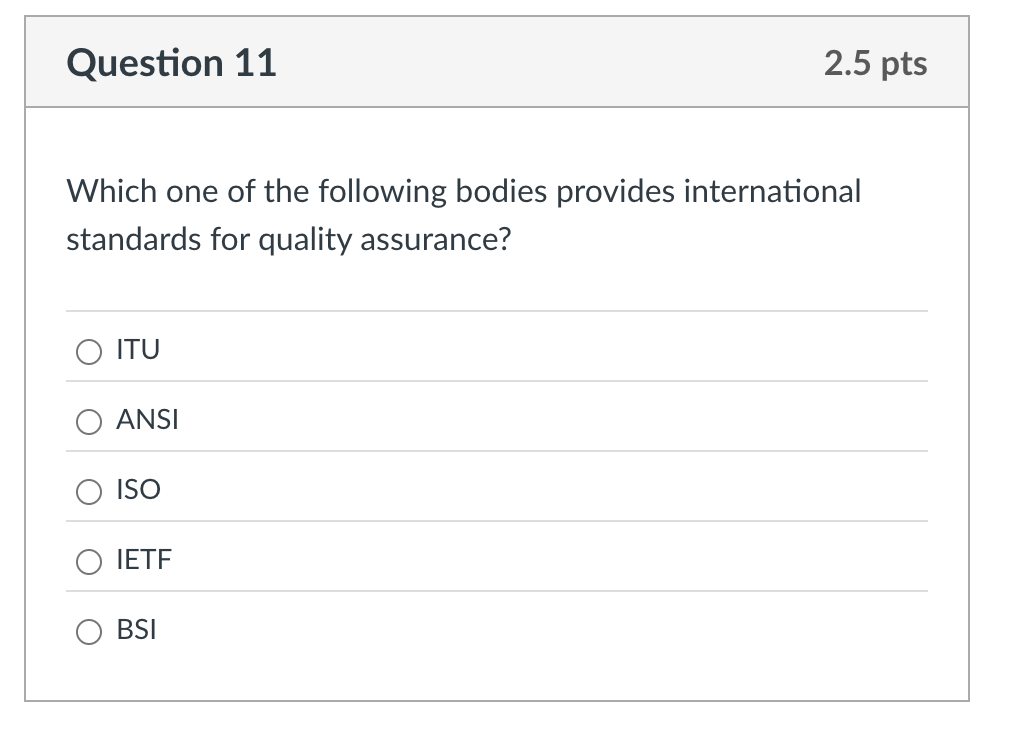 Question 11
2.5 pts
Which one of the following bodies provides international
standards for quality assurance?
ITU
ANSI
ISO
IETF
BSI